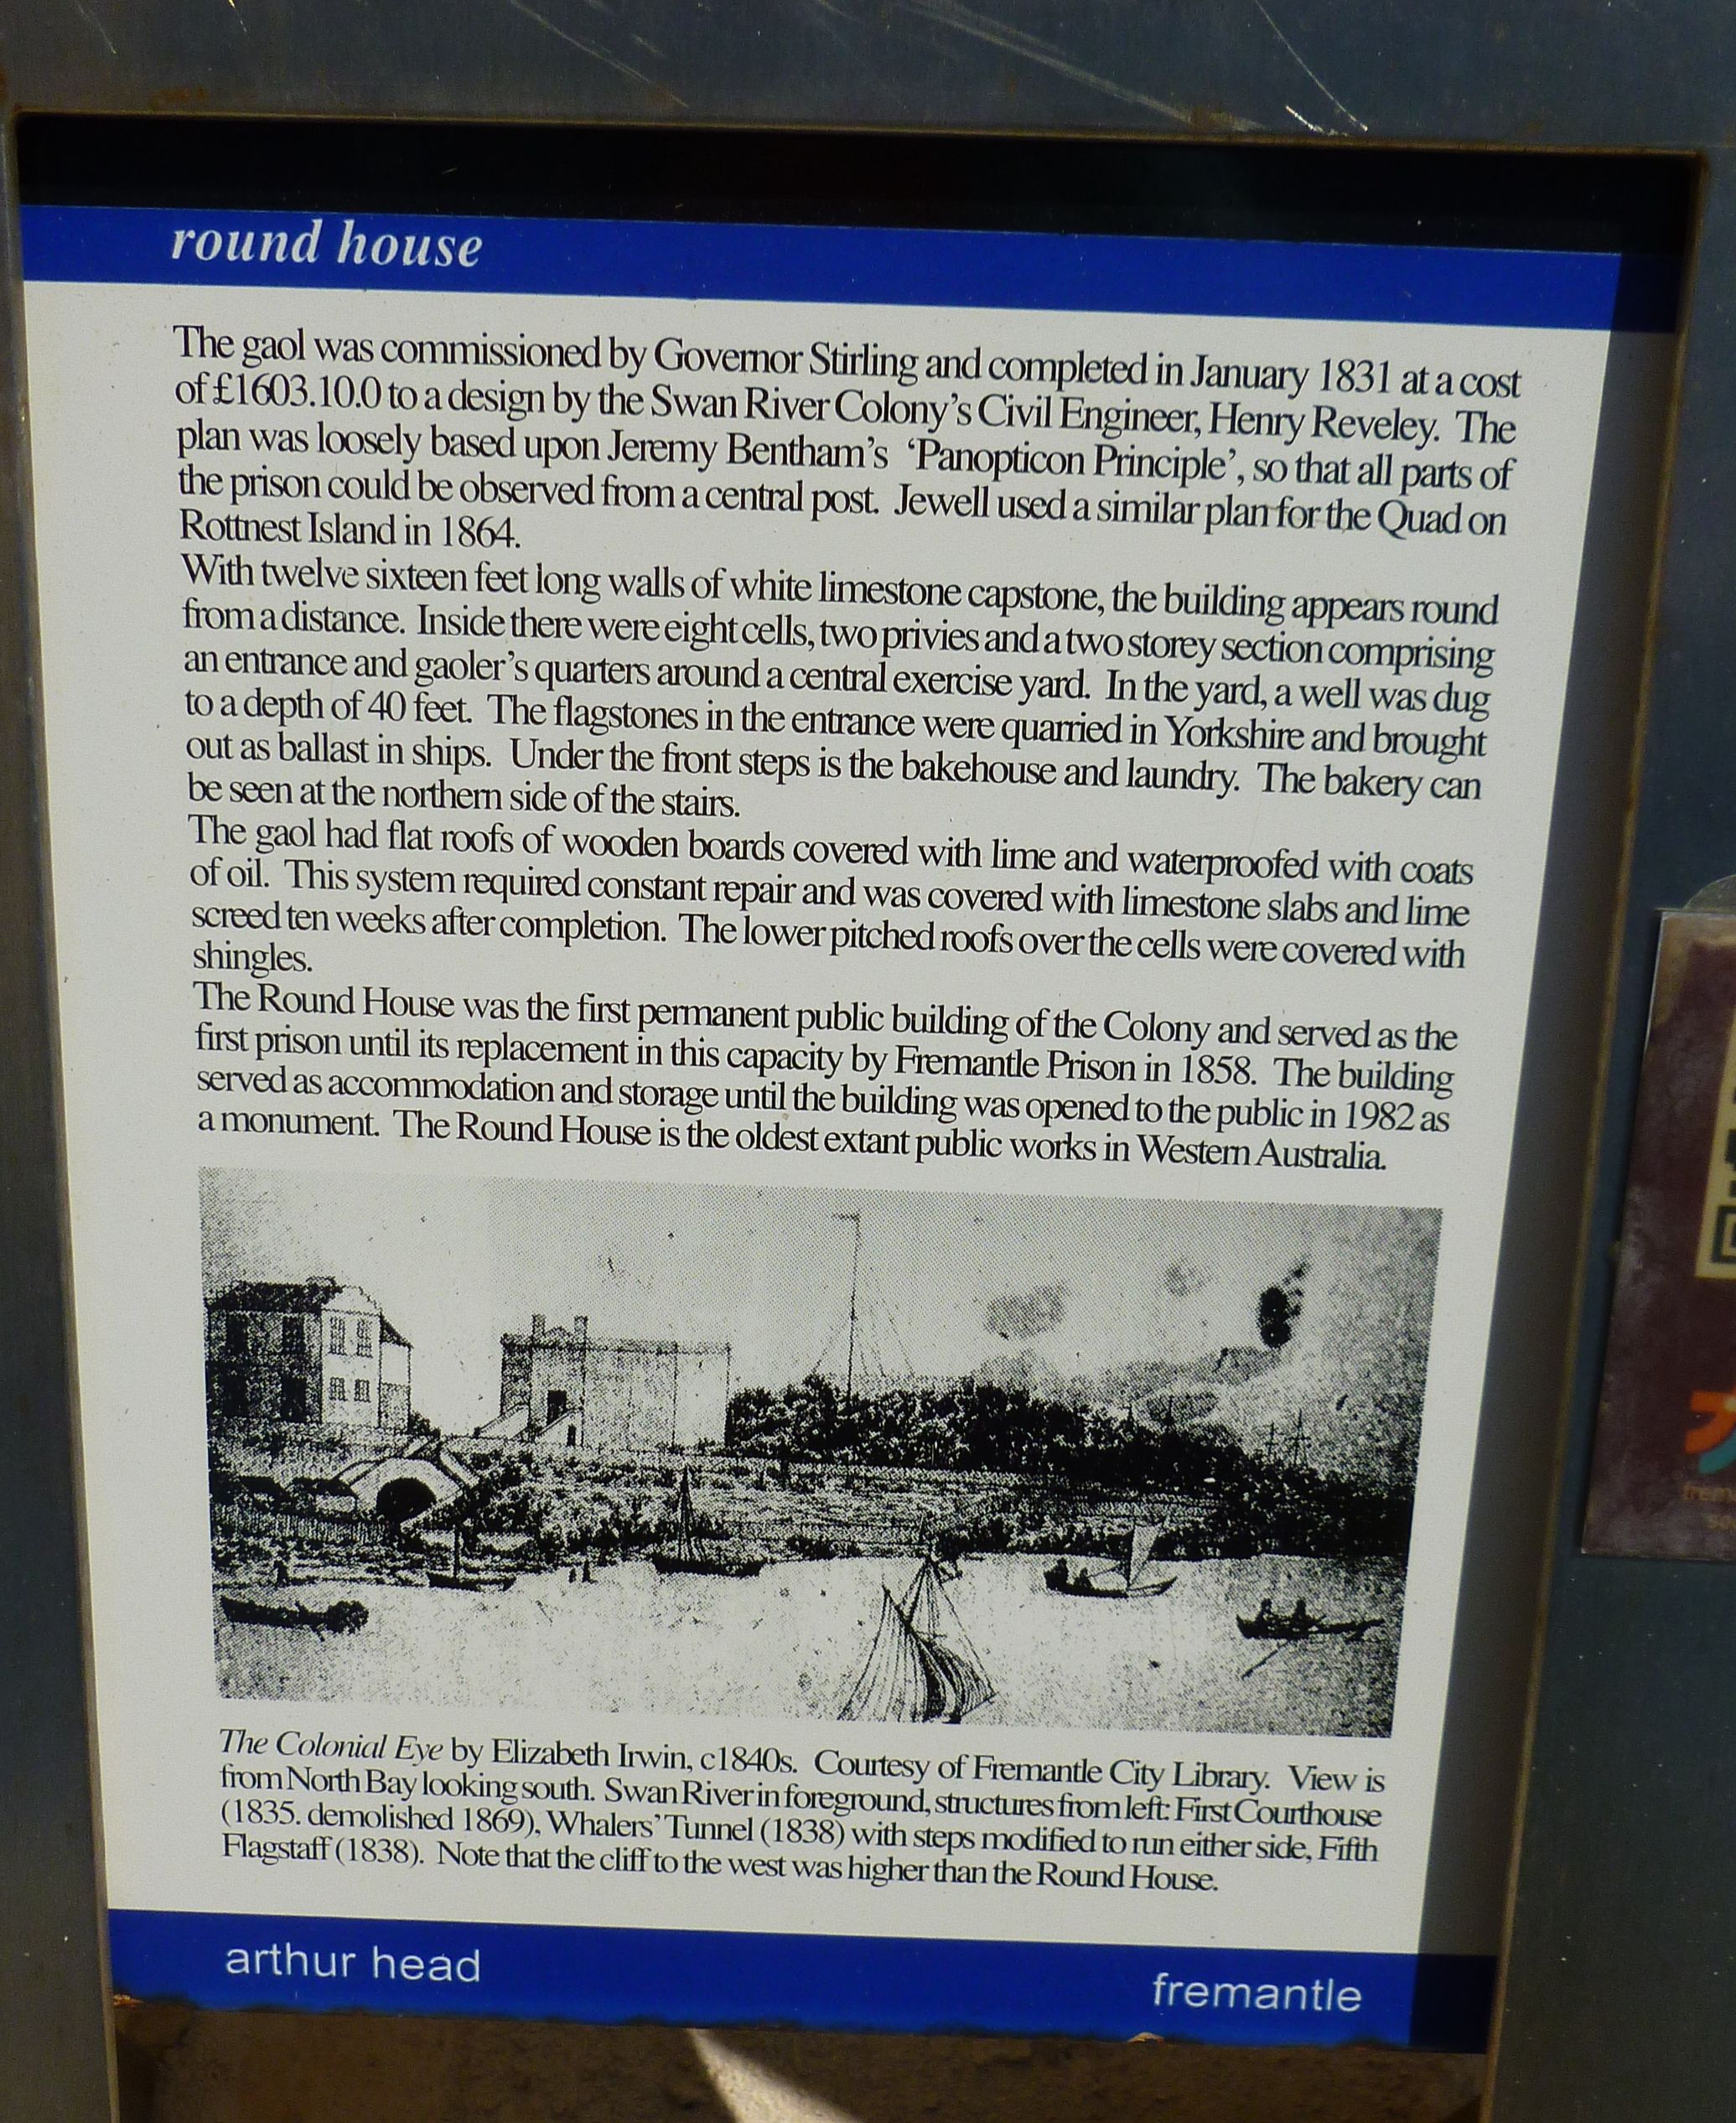 round house
The gaol was commissioned by Governor Stirling and completed in January 1831 at a cost
of £1603.10.0 to a design by the Swan River Colony's Civil Engineer, Henry Reveley. The
plan was loosely based upon Jeremy Bentham's 'Panopticon Principle', so that all parts of
the prison could be observed from a central post. Jewell used a similar plan for the Quad on
Rottnest Island in 1864.
With twelve sixteen feet long walls of white limestone capstone, the building appears round
from a distance. Inside there were eight cells, two privies and a two storey section comprising
an entrance and gaoler's quarters around a central exercise yard. In the yard, a well was dug
to a depth of 40 feet. The flagstones in the entrance were quarried in Yorkshire and brought
out as ballast in ships. Under the front steps is the bakehouse and laundry. The bakery can
be seen at the northern side of the stairs.
The gaol had flat roofs of wooden boards covered with lime and waterproofed with coats
of oil. This system required constant repair and was covered with limestone slabs and lime
screed ten weeks after completion. The lower pitched roofs over the cells were covered with
shingles.
The Round House was the first permanent public building of the Colony and served as the
first prison until its replacement in this capacity by Fremantle Prison in 1858. The building
served as accommodation and storage until the building was opened to the public in 1982 as
a monument. The Round House is the oldest extant public works in Western Australia.
The Colonial Eye by Elizabeth Irwin, c1840s. Courtesy of Fremantle City Library. View is
from North Bay looking south. Swan River in foreground, structures from left: First Courthouse
(1835. demolished 1869), Whalers' Tunnel (1838) with steps modified to run either side, Fifth
Flagstaff (1838). Note that the cliff to the west was higher than the Round House.
arthur head
fremantle